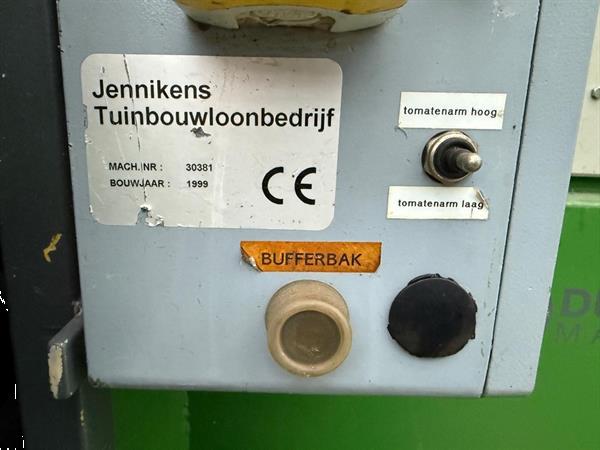 Jennikens
Tuinbouwloonbedrijf
MACH. NR : 30381
BOUWJAAR : 1999
CE
tomatenarm hoog
tomatenarm laag
BUFFERBAK